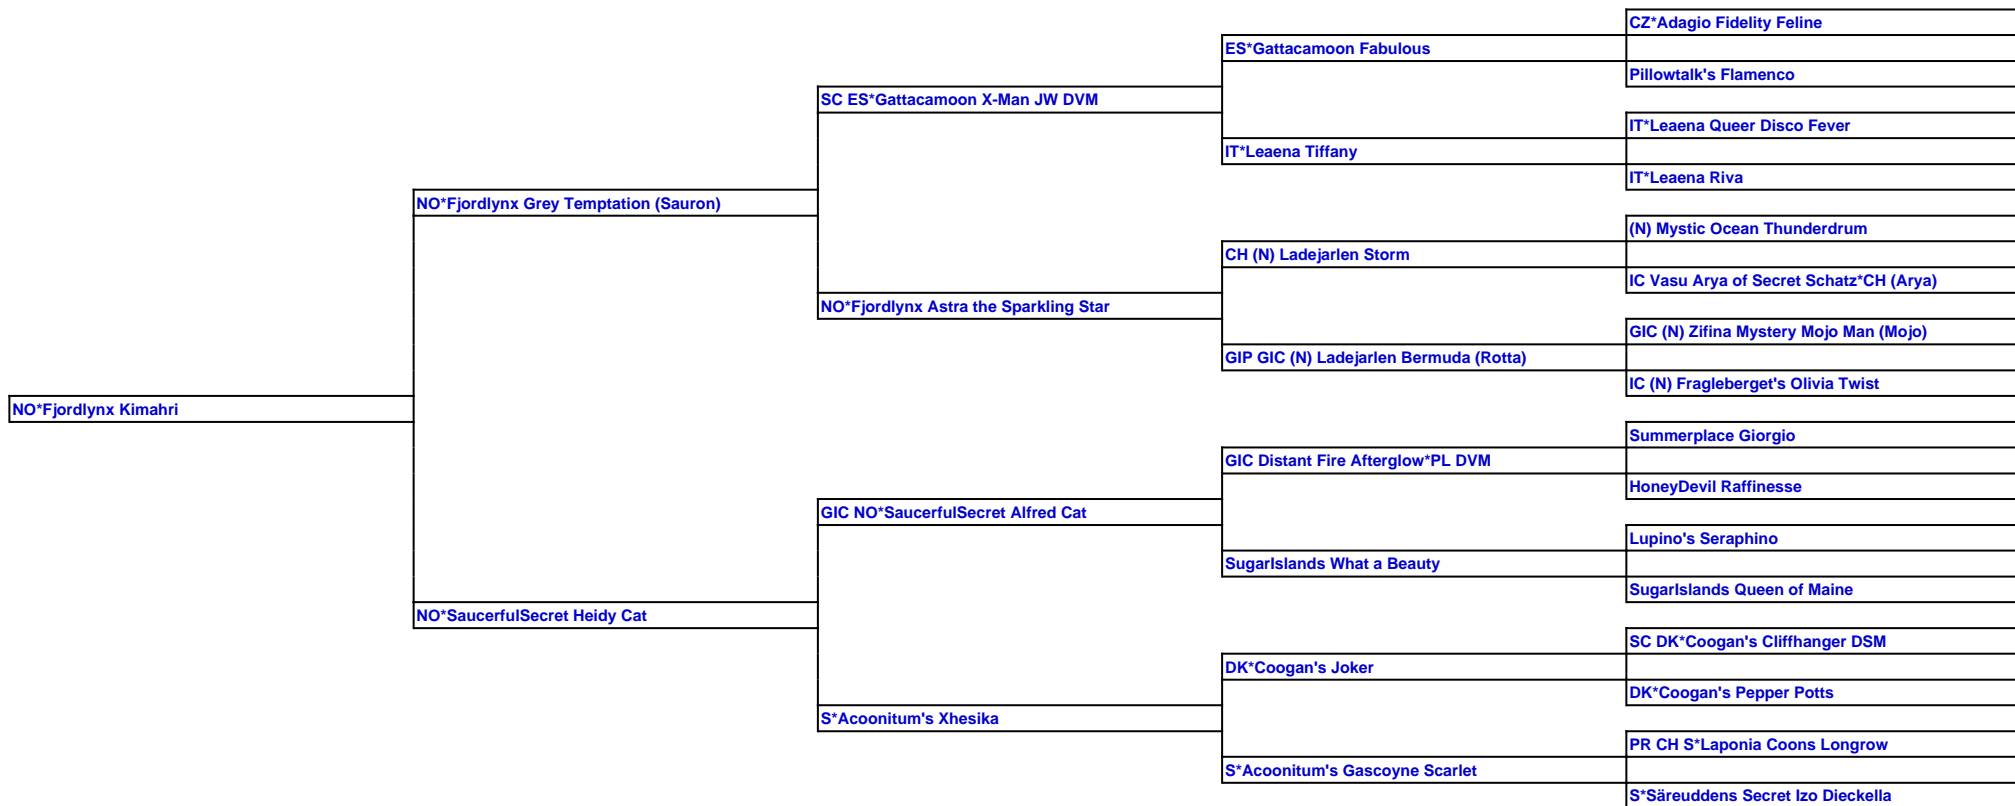 CZ*Adagio Fidelity Feline
ES*Gattacamoon Fabulous
Pillowtalk's Flamenco
SC ES*Gattacamoon X-Man JW DVM
IT*Leaena Queer Disco Fever
IT*Leaena Tiffany
IT*Leaena Riva
NO*Fjordlynx Grey Temptation (Sauron)
(N) Mystic Ocean Thunderdrum
CH (N) Ladejarlen Storm
IC Vasu Arya of Secret Schatz*CH (Arya)
NO*Fjordlynx Astra the Sparkling Star
GIC (N) Zifina Mystery Mojo Man (Mojo)
GIP GIC (N) Ladejarlen Bermuda (Rotta)
IC (N) Fragleberget's Olivia Twist
NO*Fjordlynx Kimahri
Summerplace Giorgio
GIC Distant Fire Afterglow*PL DVM
HoneyDevil Raffinesse
GIC NO*SaucerfulSecret Alfred Cat
Lupino's Seraphino
SugarIslands What a Beauty
SugarIslands Queen of Maine
NO*SaucerfulSecret Heidy Cat
SC DK*Coogan's Cliffhanger DSM
DK*Coogan's Joker
DK*Coogan's Pepper Potts
S*Acoonitum's Xhesika
PR CH S*Laponia Coons Longrow
S*Acoonitum's Gascoyne Scarlet
S*Säreuddens Secret Izo Dieckella